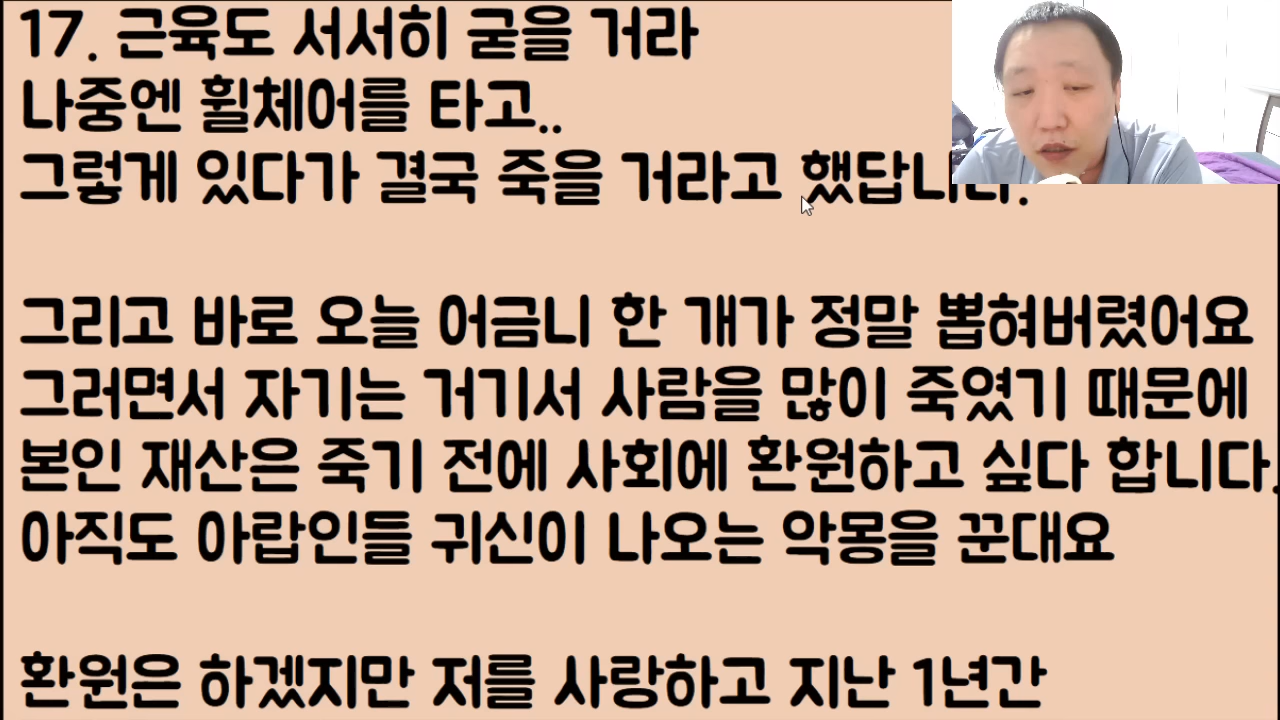 17. 근육도 서서히 굳을 거라
나중엔 휠체어를 타고..
그렇게 있다가 결국 죽을 거라고 했답니다.
그리고 바로 오늘 어금니 한 개가 정말 뽑혀버렸어요
그러면서 자기는 거기서 사람을 많이 죽였기 때문에
본인 재산은 죽기 전에 사회에 환원하고 싶다 합니다.
아직도 아랍인들 귀신이 나오는 악몽을 꾼대요
환원은 하겠지만 저를 사랑하고 지난 1년간